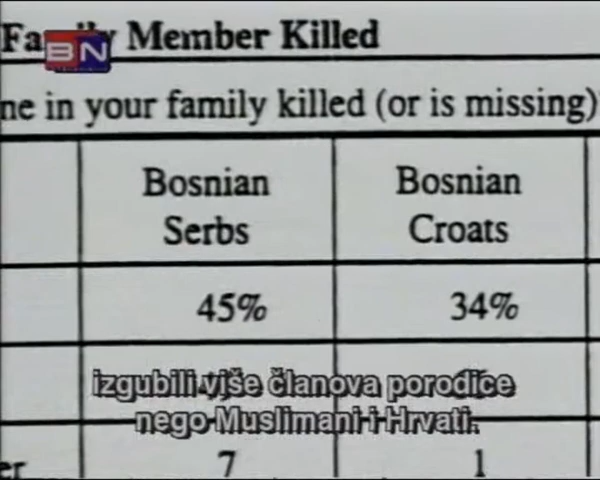 Member Killed
BN
in your family killed (or is missing)
Bosnian
Serbs
Bosnian
Croats
45%
34%
izgubili više članova porodice
nego Muslimani i Hrvati.
7
1